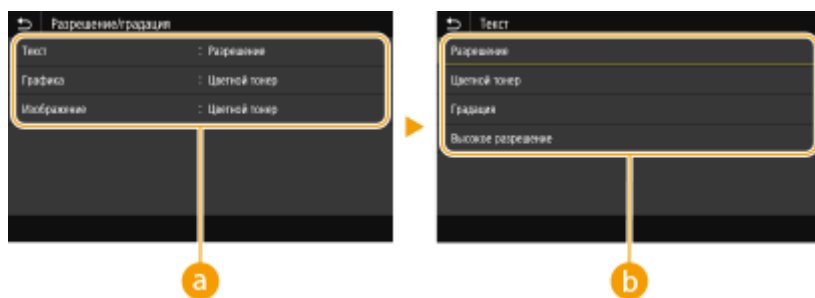 Разрешение/градация
Текст : Разрешение
Графика : Цветной тонер
Изображение : Цветной тонер
a
Текст
Разрешение
Цветной тонер
Градация
Высокое разрешение
b